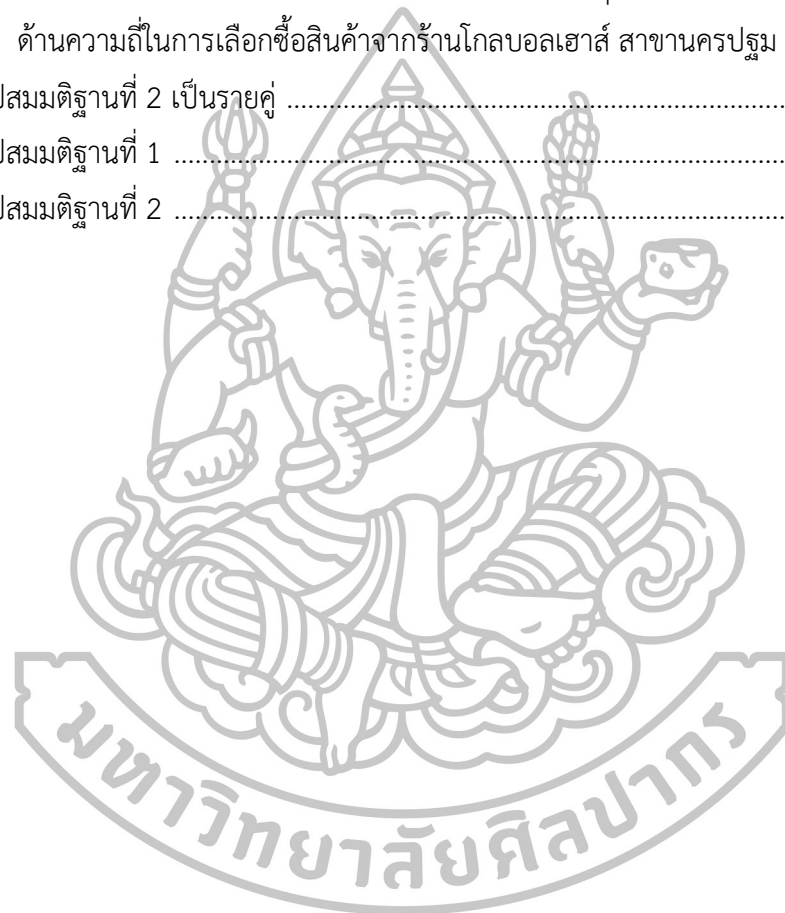 ด้านความถี่ในการเลือกซื้อสินค้าจากร้านโกลบอลเฮาส์ สาขานครปฐม
ปสมมติฐานที่ 2 เป็นรายคู่ ................................................................................
ปสมมติฐานที่ 1 ................................................................................................
ปสมมติฐานที่ 2 ................................................................................................
มหาวิทยาลัยศิลปากร